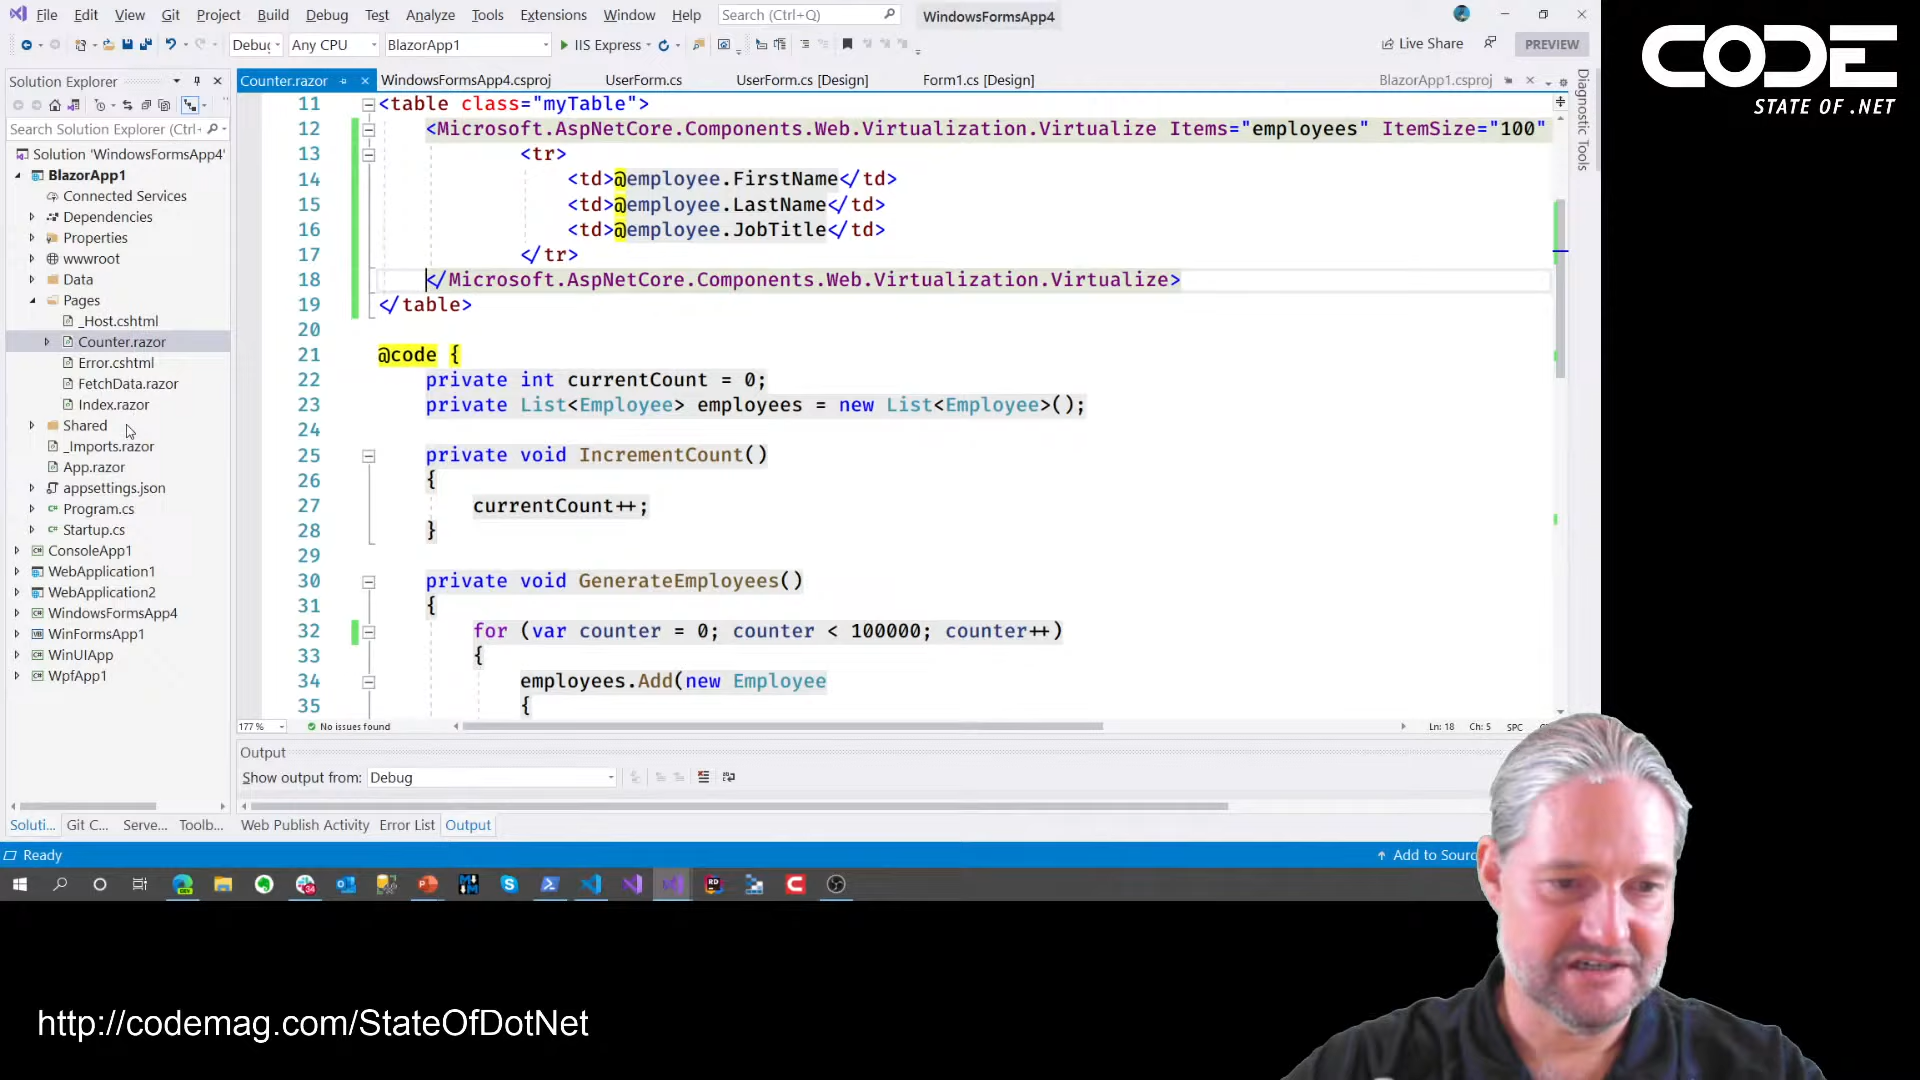 File Edit View Git Project Build Debug Test Analyze Tools Extensions Window Help Search (Ctrl+Q) WindowsFormsApp4
Debug Any CPU BlazorApp1 IIS Express Live Share PREVIEW
Solution Explorer
Search Solution Explorer (Ctrl+
Solution 'WindowsFormsApp4'
BlazorApp1
Connected Services
Dependencies
Properties
wwwroot
Data
Pages
_Host.cshtml
Counter.razor
Error.cshtml
FetchData.razor
Index.razor
Shared
_Imports.razor
App.razor
appsettings.json
Program.cs
Startup.cs
ConsoleApp1
WebApplication1
WebApplication2
WindowsFormsApp4
WinFormsApp1
WinUIApp
WpfApp1
Soluti... Git C... Serve... Toolb...
Counter.razor WindowsFormsApp4.csproj UserForm.cs UserForm.cs [Design] Form1.cs [Design] BlazorApp1.csproj
11 <table class="myTable">
12 <Microsoft.AspNetCore.Components.Web.Virtualization.Virtualize Items="employees" ItemSize="100"
13 <tr>
14 <td>@employee.FirstName</td>
15 <td>@employee.LastName</td>
16 <td>@employee.JobTitle</td>
17 </tr>
18 </Microsoft.AspNetCore.Components.Web.Virtualization.Virtualize>
19 </table>
20
21 @code {
22 private int currentCount = 0;
23 private List<Employee> employees = new List<Employee>();
24
25 private void IncrementCount()
26 {
27 currentCount++;
28 }
29
30 private void GenerateEmployees()
31 {
32 for (var counter = 0; counter < 100000; counter++)
33 {
34 employees.Add(new Employee
35 {
177 % No issues found Ln: 18 Ch: 5 SPC
Output
Show output from: Debug
Web Publish Activity Error List Output
Diagnostic Tools
Ready Add to Sourc
CODE
STATE OF .NET
http://codemag.com/StateOfDotNet